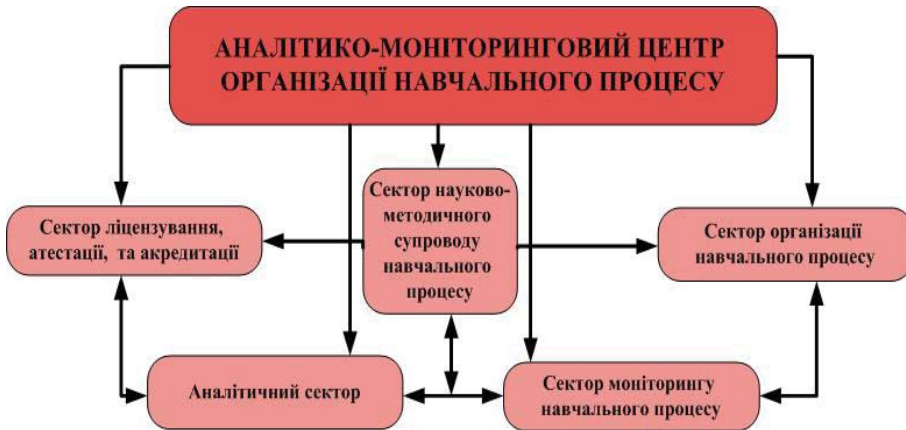 АНАЛІТИКО-МОНІТОРИНГОВИЙ ЦЕНТР
ОРГАНІЗАЦІЇ НАВЧАЛЬНОГО ПРОЦЕСУ
Сектор науково-
методичного
супроводу
навчального
процесу
Сектор ліцензування,
атестації, та акредитації
Сектор організації
навчального процесу
Аналітичний сектор
Сектор моніторингу
навчального процесу